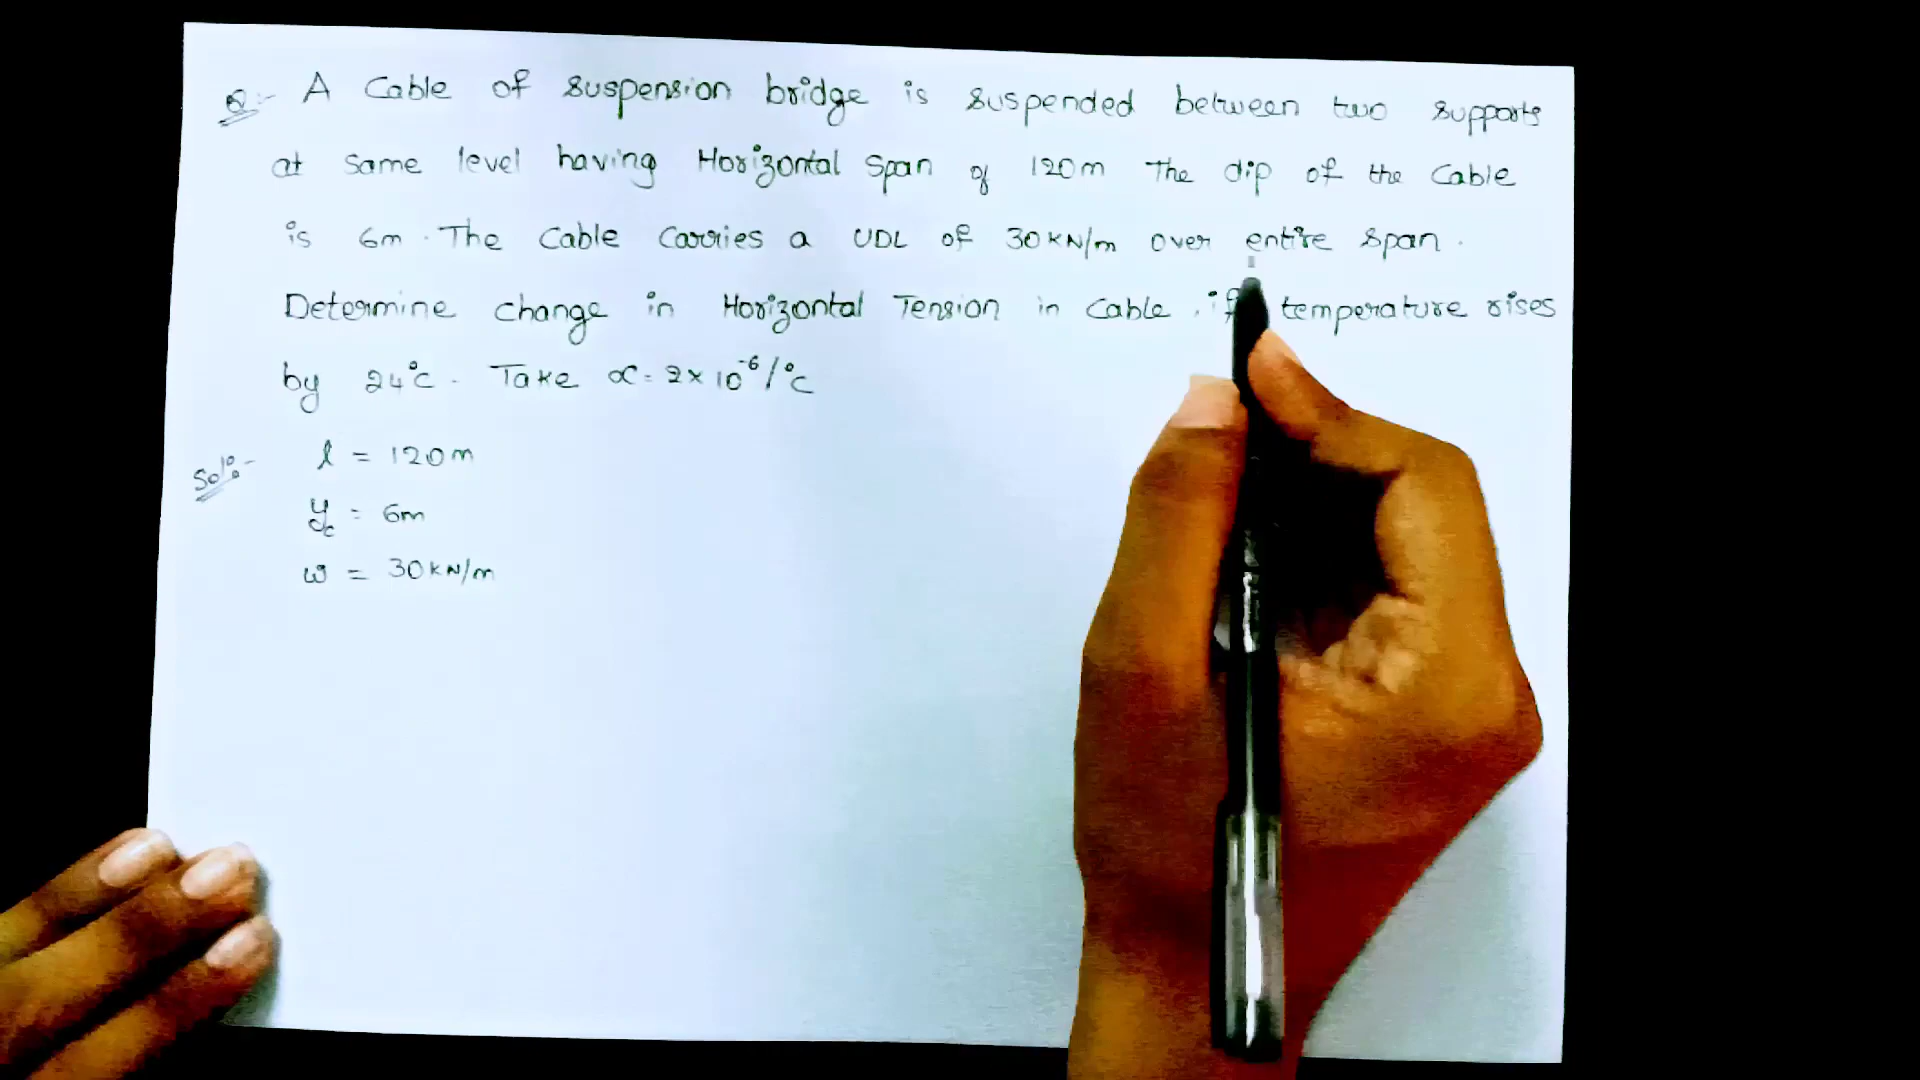 Q:- A Cable of suspension bridge is suspended between two supports
at same level having Horizontal span of 120m The dip of the Cable
is 6m. The Cable Carries a UDL of 30KN/m over entire span.
Determine change in Horizontal Tension in Cable, if temperature rises
by 24°c. Take ∝ = 2×10⁻⁶/°c
Sol:- l = 120m
y_c = 6m
ω = 30KN/m